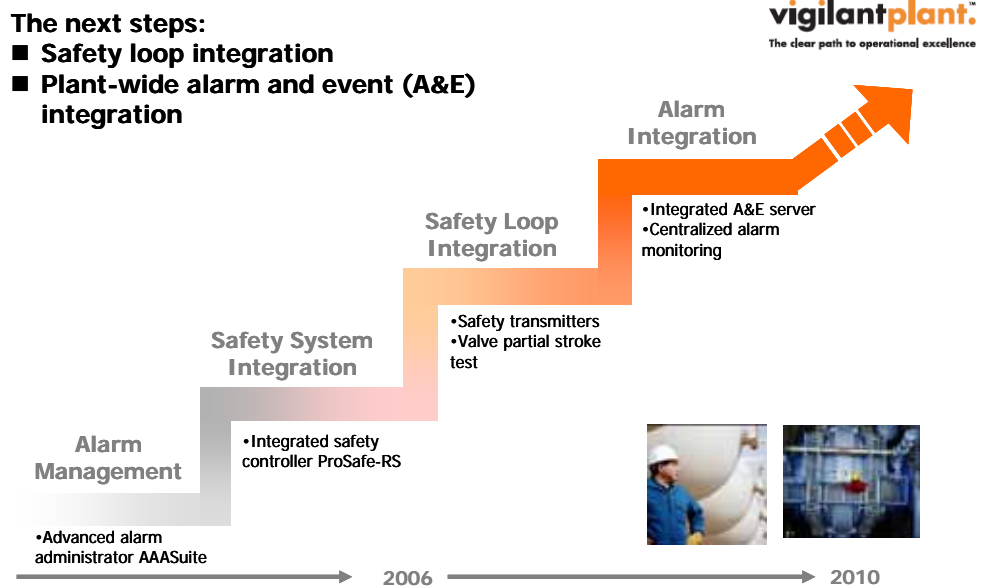 The next steps:
■ Safety loop integration
■ Plant-wide alarm and event (A&E)
integration
vigilantplant.™
The clear path to operational excellence
Alarm
Integration
•Integrated A&E server
•Centralized alarm
monitoring
Safety Loop
Integration
•Safety transmitters
•Valve partial stroke
test
Safety System
Integration
•Integrated safety
controller ProSafe-RS
Alarm
Management
•Advanced alarm
administrator AAASuite
2006
2010